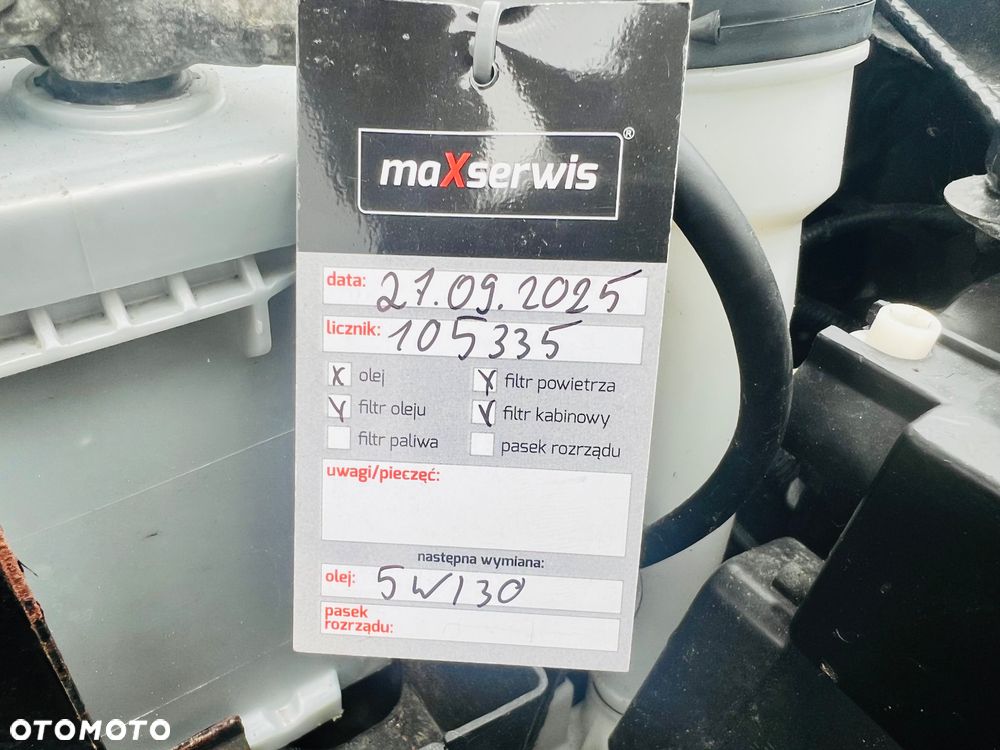 maXserwis®
data: 21.09.2025
licznik: 105335
X olej X filtr powietrza
X filtr oleju X filtr kabinowy
filtr paliwa pasek rozrządu
uwagi/pieczęć:
następna wymiana:
olej: 5W/30
pasek
rozrządu:
OTOMOTO